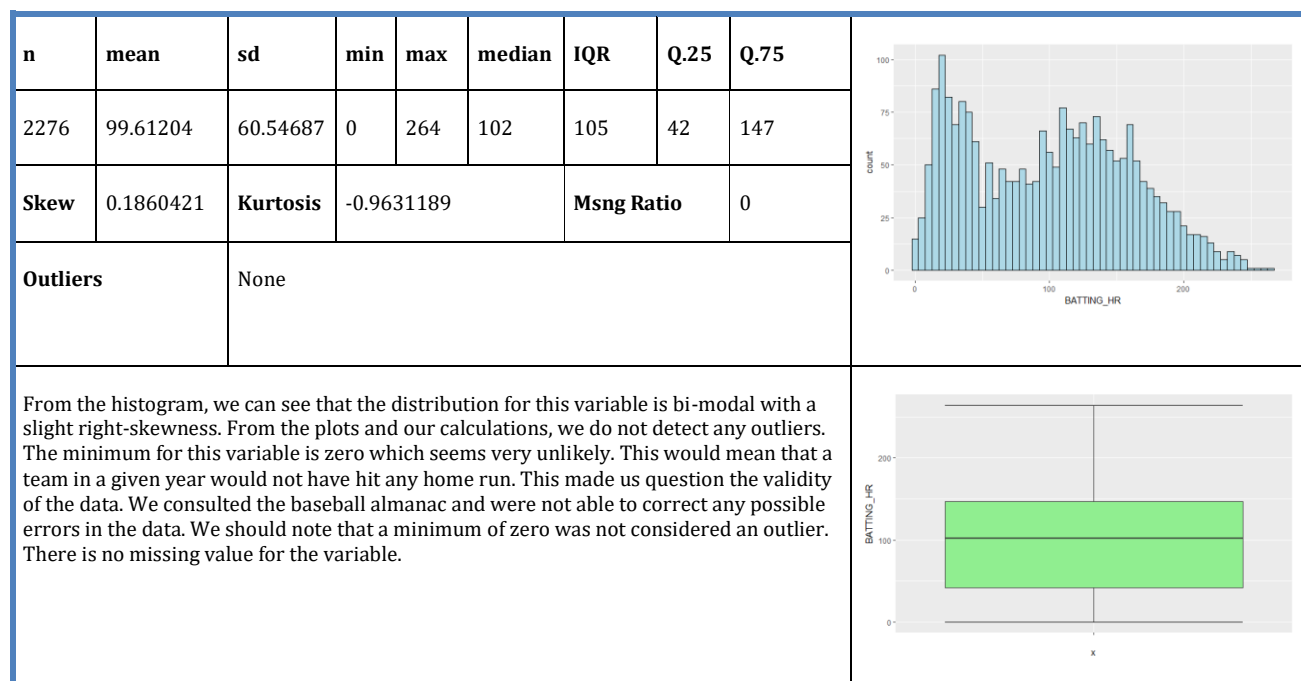 n mean sd min max median IQR Q.25 Q.75
2276 99.61204 60.54687 0 264 102 105 42 147
Skew 0.1860421 Kurtosis -0.9631189 Msng Ratio 0
Outliers None
100
75
50
25
0
count
0 100 200
BATTING_HR
From the histogram, we can see that the distribution for this variable is bi-modal with a
slight right-skewness. From the plots and our calculations, we do not detect any outliers.
The minimum for this variable is zero which seems very unlikely. This would mean that a
team in a given year would not have hit any home run. This made us question the validity
of the data. We consulted the baseball almanac and were not able to correct any possible
errors in the data. We should note that a minimum of zero was not considered an outlier.
There is no missing value for the variable.
200
100
0
BATTING_HR
x